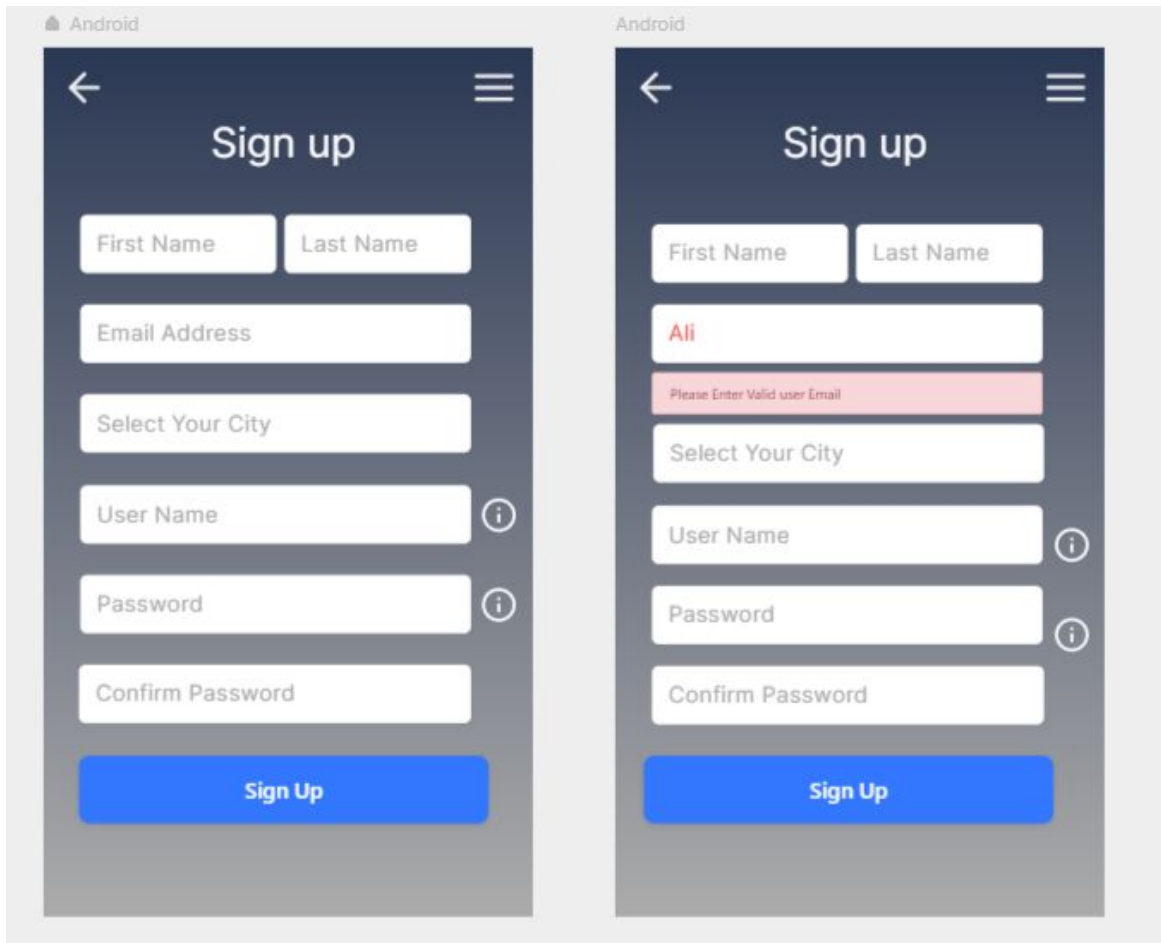 Android
Sign up
First Name
Last Name
Email Address
Select Your City
User Name
Password
Confirm Password
Sign Up
Android
Sign up
First Name
Last Name
Ali
Please Enter Valid user Email
Select Your City
User Name
Password
Confirm Password
Sign Up